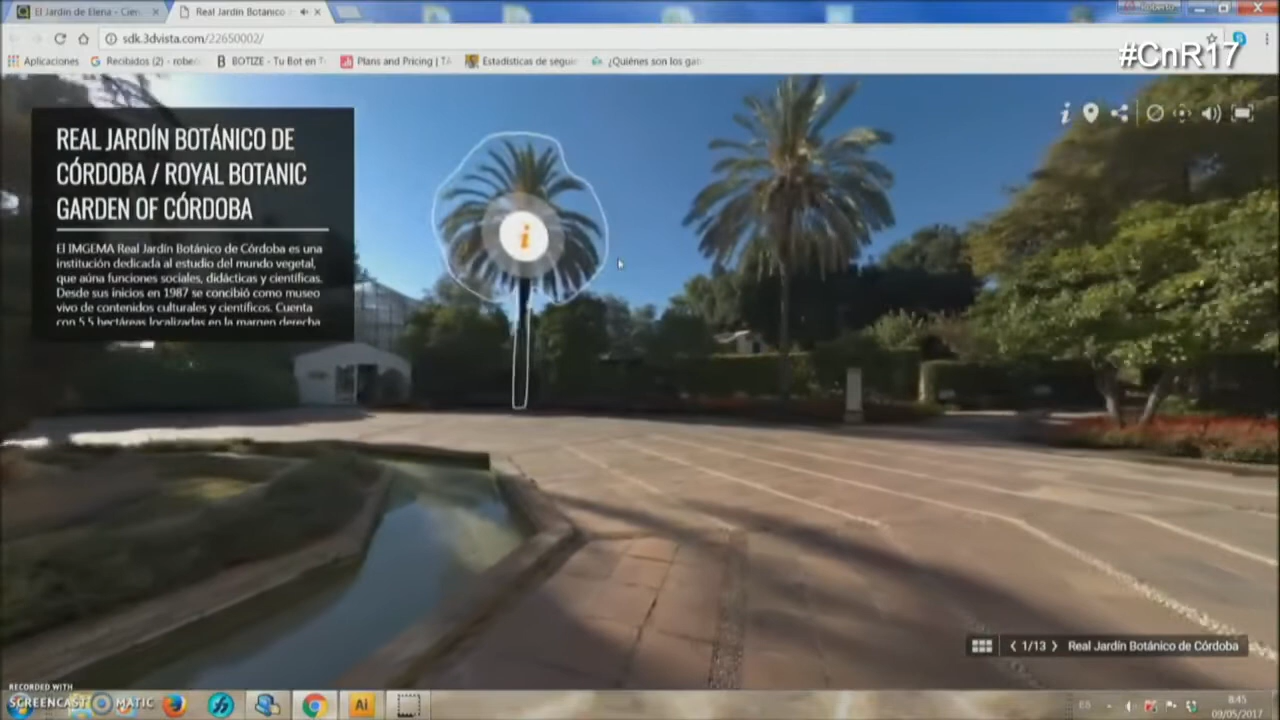 El Jardín de Elena - Cien
Real Jardín Botánico
sdk.3dvista.com/22650002/
#CnR17
Aplicaciones
Recibidos (2) - robe
BOTIZE - Tu Bot en T
Plans and Pricing | TA
Estadísticas de segui
¿Quiénes son los gar
REAL JARDÍN BOTÁNICO DE
CÓRDOBA / ROYAL BOTANIC
GARDEN OF CÓRDOBA
El IMGEMA Real Jardín Botánico de Córdoba es una
institución dedicada al estudio del mundo vegetal,
que aúna funciones sociales, didácticas y científicas.
Desde sus inicios en 1987 se concibió como museo
vivo de contenidos culturales y científicos. Cuenta
con 5,5 hectáreas localizadas en la margen derecha
1/13
Real Jardín Botánico de Córdoba
RECORDED WITH
SCREENCAST MATIC
Ai
ES
8:45
09/05/2017